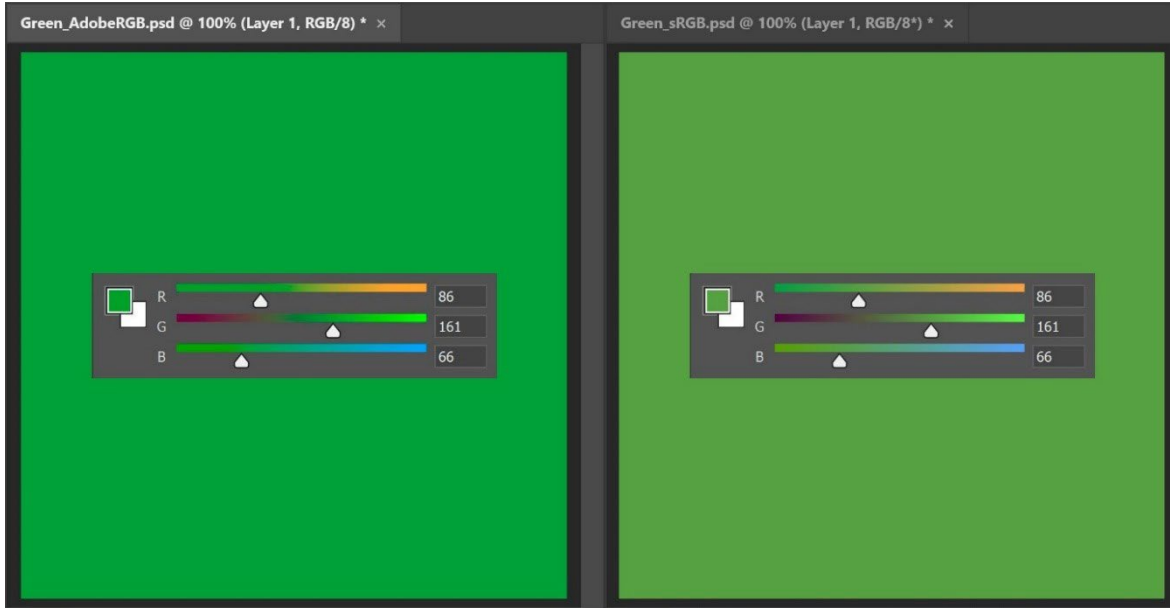 Green_AdobeRGB.psd @ 100% (Layer 1, RGB/8) * ×
Green_sRGB.psd @ 100% (Layer 1, RGB/8*) * ×
R 86
G 161
B 66
R 86
G 161
B 66